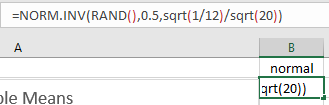 =NORM.INV(RAND(),0.5,sqrt(1/12)/sqrt(20))
A B
normal
qrt(20))
ple Means